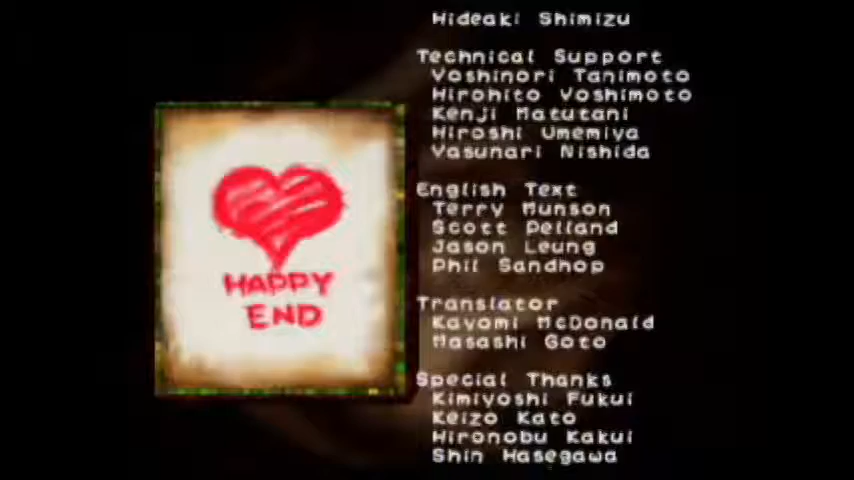 Hideaki Shimizu
Technical Support
Yoshinori Tanimoto
Hirohito Yoshimoto
Kenji Matutani
Hiroshi Umemiya
Yasunari Nishida
English Text
Terry Munson
Scott Pelland
Jason Leung
Phil Sandhop
Translator
Kayomi McDonald
Masashi Goto
Special Thanks
Kimiyoshi Fukui
Keizo Kato
Hironobu Kakui
Shin Hasegawa
HAPPY
END